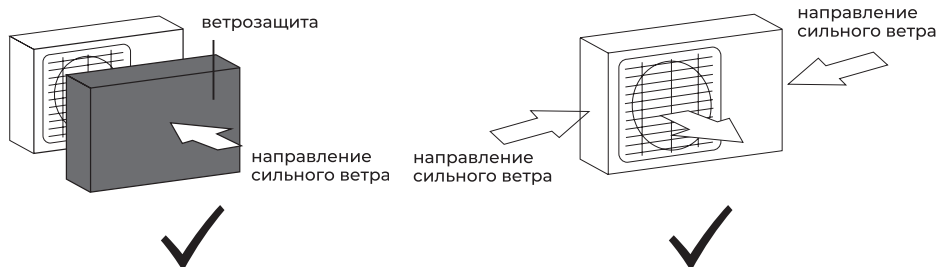 ветрозащита
направление
сильного ветра
направление
сильного ветра
направление
сильного ветра